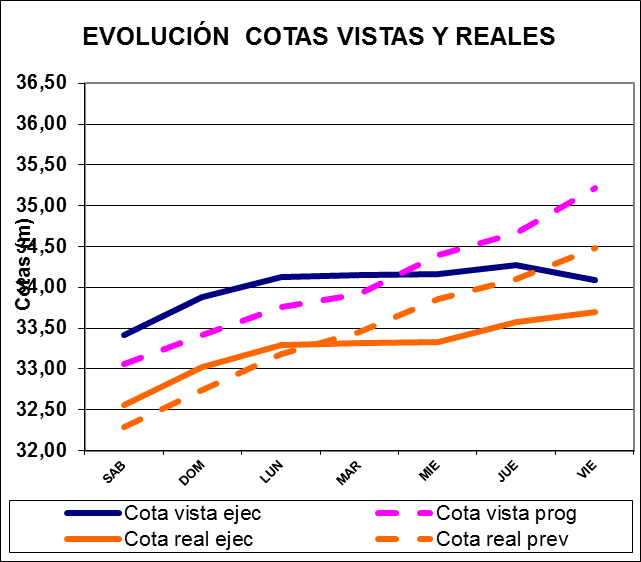 EVOLUCIÓN  COTAS VISTAS Y REALES
36,50
36,00
35,50
35,00
34,50
34,00
33,50
33,00
32,50
32,00
Cotas (m)
SAB DOM LUN MAR MIE JUE VIE
Cota vista ejec Cota vista prog
Cota real ejec Cota real prev